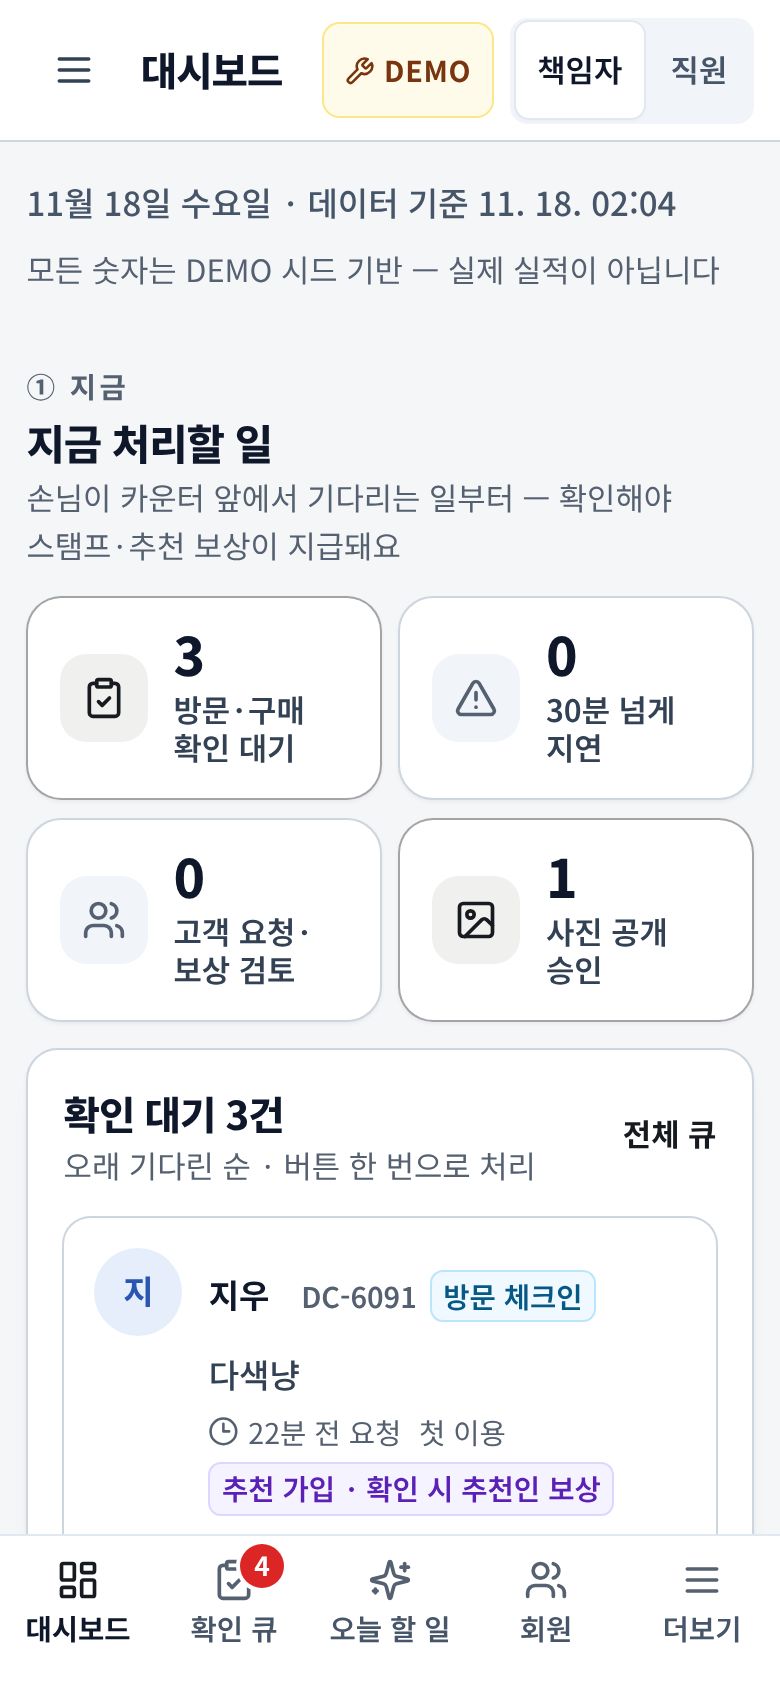 대시보드
DEMO
책임자
직원
11월 18일 수요일 · 데이터 기준 11. 18. 02:04
모든 숫자는 DEMO 시드 기반 — 실제 실적이 아닙니다
① 지금
지금 처리할 일
손님이 카운터 앞에서 기다리는 일부터 — 확인해야
스탬프·추천 보상이 지급돼요
3
방문·구매
확인 대기
0
30분 넘게
지연
0
고객 요청·
보상 검토
1
사진 공개
승인
확인 대기 3건
전체 큐
오래 기다린 순 · 버튼 한 번으로 처리
지
지우 DC-6091 방문 체크인
다색냥
22분 전 요청 첫 이용
추천 가입 · 확인 시 추천인 보상
4
대시보드
확인 큐
오늘 할 일
회원
더보기